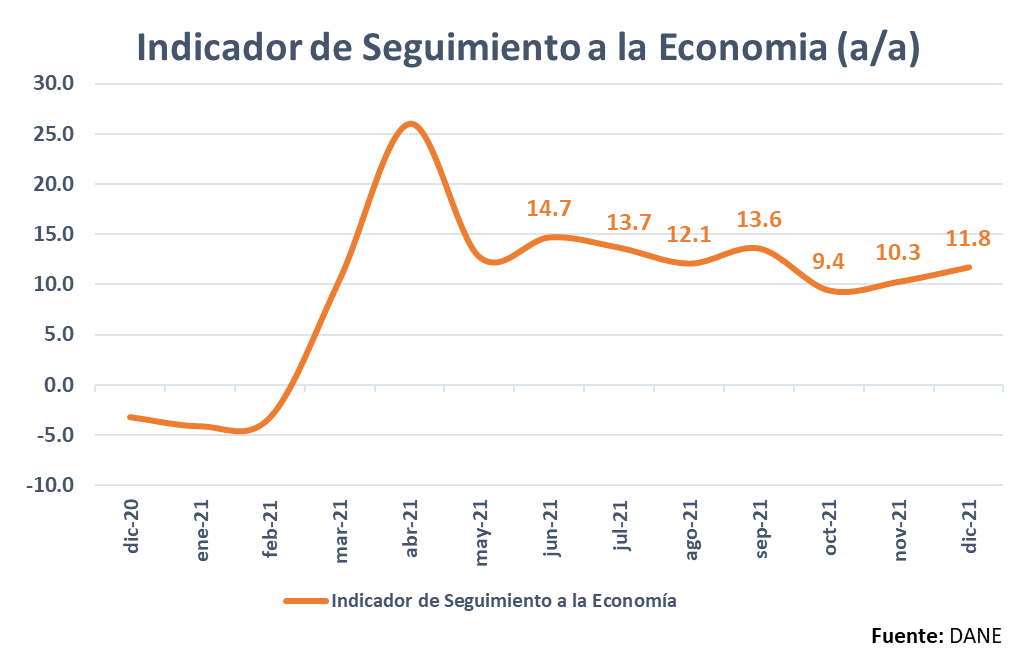 Indicador de Seguimiento a la Economia (a/a)
30.0
25.0
20.0
15.0
10.0
5.0
0.0
-5.0
-10.0
14.7
13.7
12.1
13.6
9.4
10.3
11.8
dic-20
ene-21
feb-21
mar-21
abr-21
may-21
jun-21
jul-21
ago-21
sep-21
oct-21
nov-21
dic-21
Indicador de Seguimiento a la Economía
Fuente: DANE